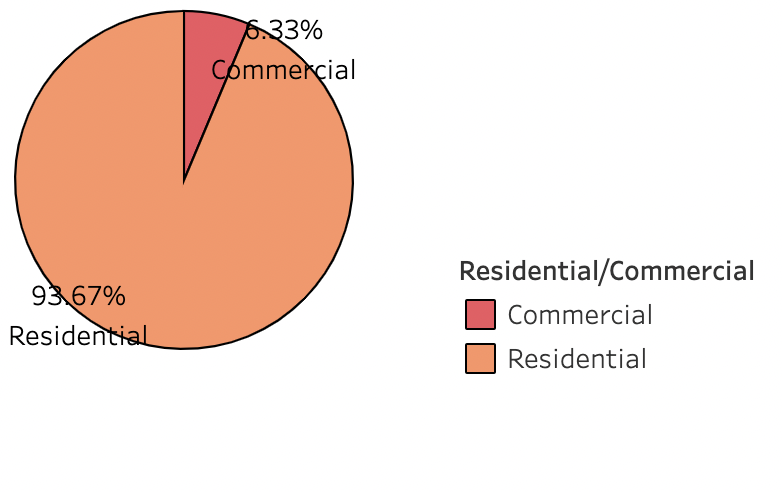 6.33%
Commercial
93.67%
Residential
Residential/Commercial
Commercial
Residential